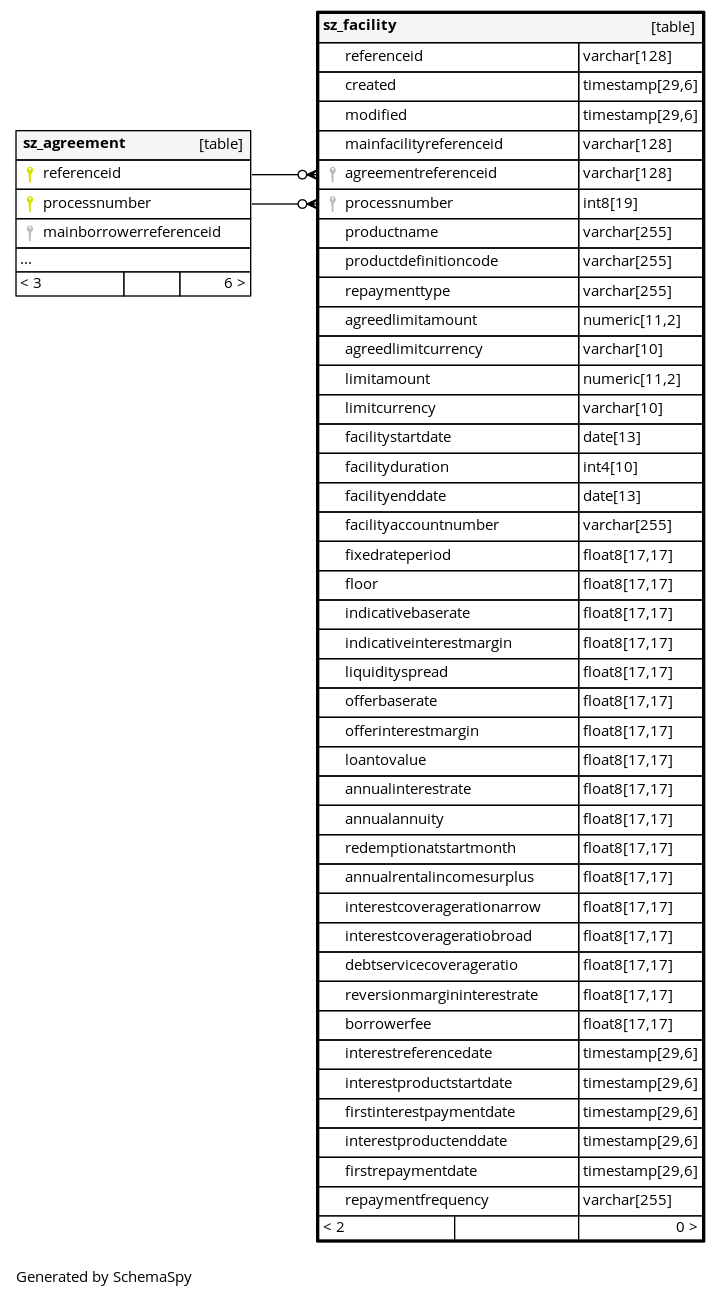 sz_facility [table]
referenceid varchar[128]
created timestamp[29,6]
modified timestamp[29,6]
mainfacilityreferenceid varchar[128]
agreementreferenceid varchar[128]
processnumber int8[19]
productname varchar[255]
productdefinitioncode varchar[255]
repaymenttype varchar[255]
agreedlimitamount numeric[11,2]
agreedlimitcurrency varchar[10]
limitamount numeric[11,2]
limitcurrency varchar[10]
facilitystartdate date[13]
facilityduration int4[10]
facilityenddate date[13]
facilityaccountnumber varchar[255]
fixedrateperiod float8[17,17]
floor float8[17,17]
indicativebaserate float8[17,17]
indicativeinterestmargin float8[17,17]
liquidityspread float8[17,17]
offerbaserate float8[17,17]
offerinterestmargin float8[17,17]
loantovalue float8[17,17]
annualinterestrate float8[17,17]
annualannuity float8[17,17]
redemptionatstartmonth float8[17,17]
annualrentalincomesurplus float8[17,17]
interestcoveragerationarrow float8[17,17]
interestcoverageratiobroad float8[17,17]
debtservicecoverageratio float8[17,17]
reversionmargininterestrate float8[17,17]
borrowerfee float8[17,17]
interestreferencedate timestamp[29,6]
interestproductstartdate timestamp[29,6]
firstinterestpaymentdate timestamp[29,6]
interestproductenddate timestamp[29,6]
firstrepaymentdate timestamp[29,6]
repaymentfrequency varchar[255]
< 2 0 >
sz_agreement [table]
referenceid
processnumber
mainborrowerreferenceid
...
< 3 6 >
Generated by SchemaSpy